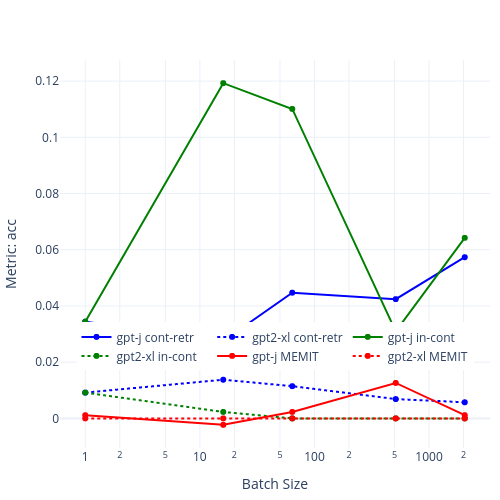 0.12
0.1
0.08
0.06
0.04
0.02
0
Metric: acc
gpt-j cont-retr gpt2-xl cont-retr gpt-j in-cont
gpt2-xl in-cont gpt-j MEMIT gpt2-xl MEMIT
1 2 5 10 2 5 100 2 5 1000 2
Batch Size